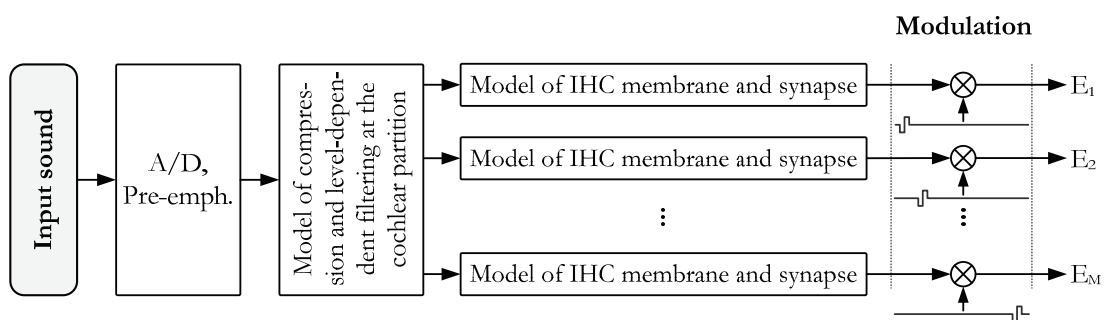 Modulation
Input sound
A/D,
Pre-emph.
Model of compres-
sion and level-depen-
dent filtering at the
cochlear partition
Model of IHC membrane and synapse
E1
Model of IHC membrane and synapse
E2
...
...
Model of IHC membrane and synapse
EM